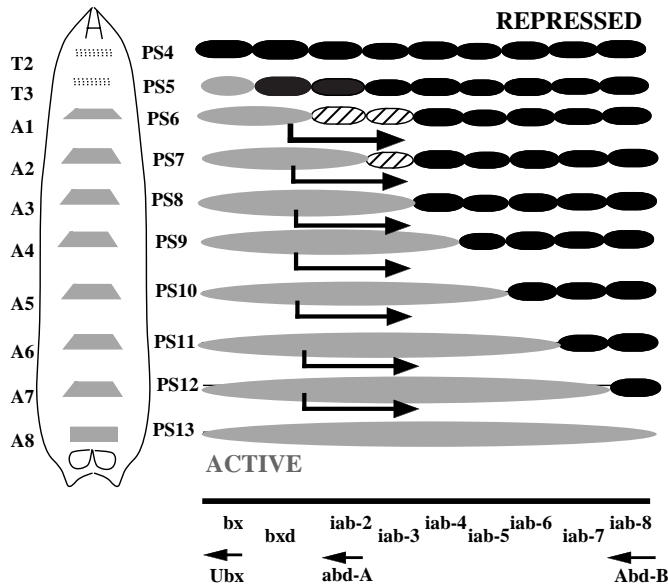 REPRESSED
T2 PS4
T3 PS5
A1 PS6
A2 PS7
A3 PS8
A4 PS9
A5 PS10
A6 PS11
A7 PS12
A8 PS13
ACTIVE
bx bxd iab-2 iab-3 iab-4 iab-5 iab-6 iab-7 iab-8
Ubx abd-A Abd-B